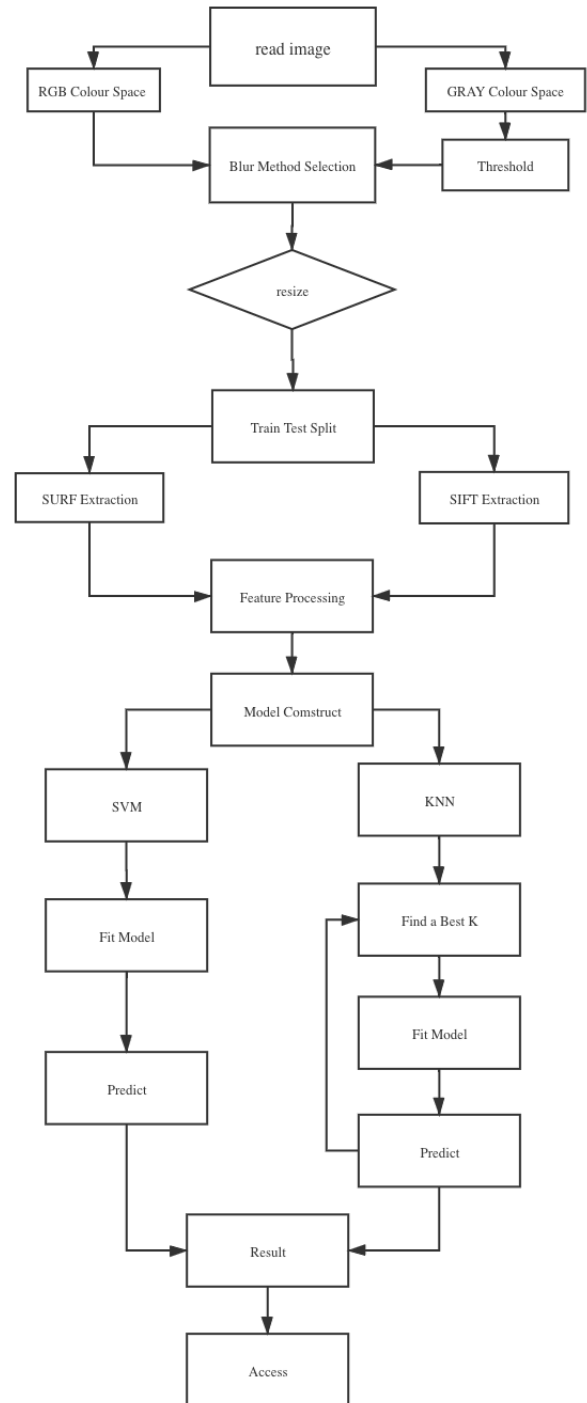 read image
RGB Colour Space
GRAY Colour Space
Blur Method Selection
Threshold
resize
Train Test Split
SURF Extraction
SIFT Extraction
Feature Processing
Model Comstruct
SVM
KNN
Fit Model
Find a Best K
Fit Model
Predict
Predict
Result
Access